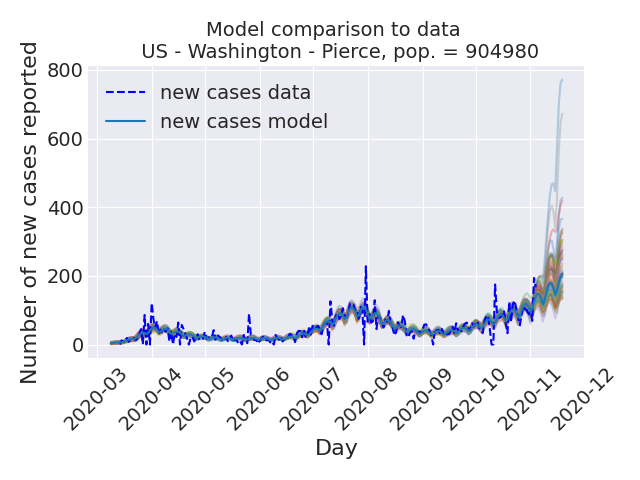 Model comparison to data
US - Washington - Pierce, pop. = 904980
Number of new cases reported
800
600
400
200
0
new cases data
new cases model
2020-03
2020-04
2020-05
2020-06
2020-07
2020-08
2020-09
2020-10
2020-11
2020-12
Day